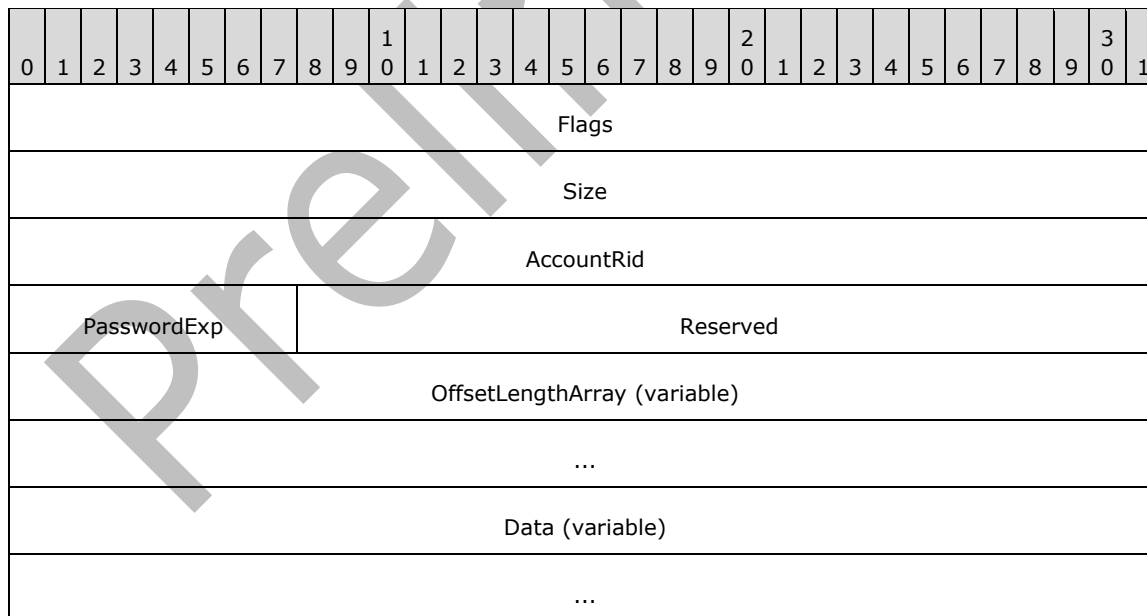 1 2 3
0 1 2 3 4 5 6 7 8 9 0 1 2 3 4 5 6 7 8 9 0 1 2 3 4 5 6 7 8 9 0 1
Flags
Size
AccountRid
PasswordExp Reserved
OffsetLengthArray (variable)
...
Data (variable)
...
Prelim